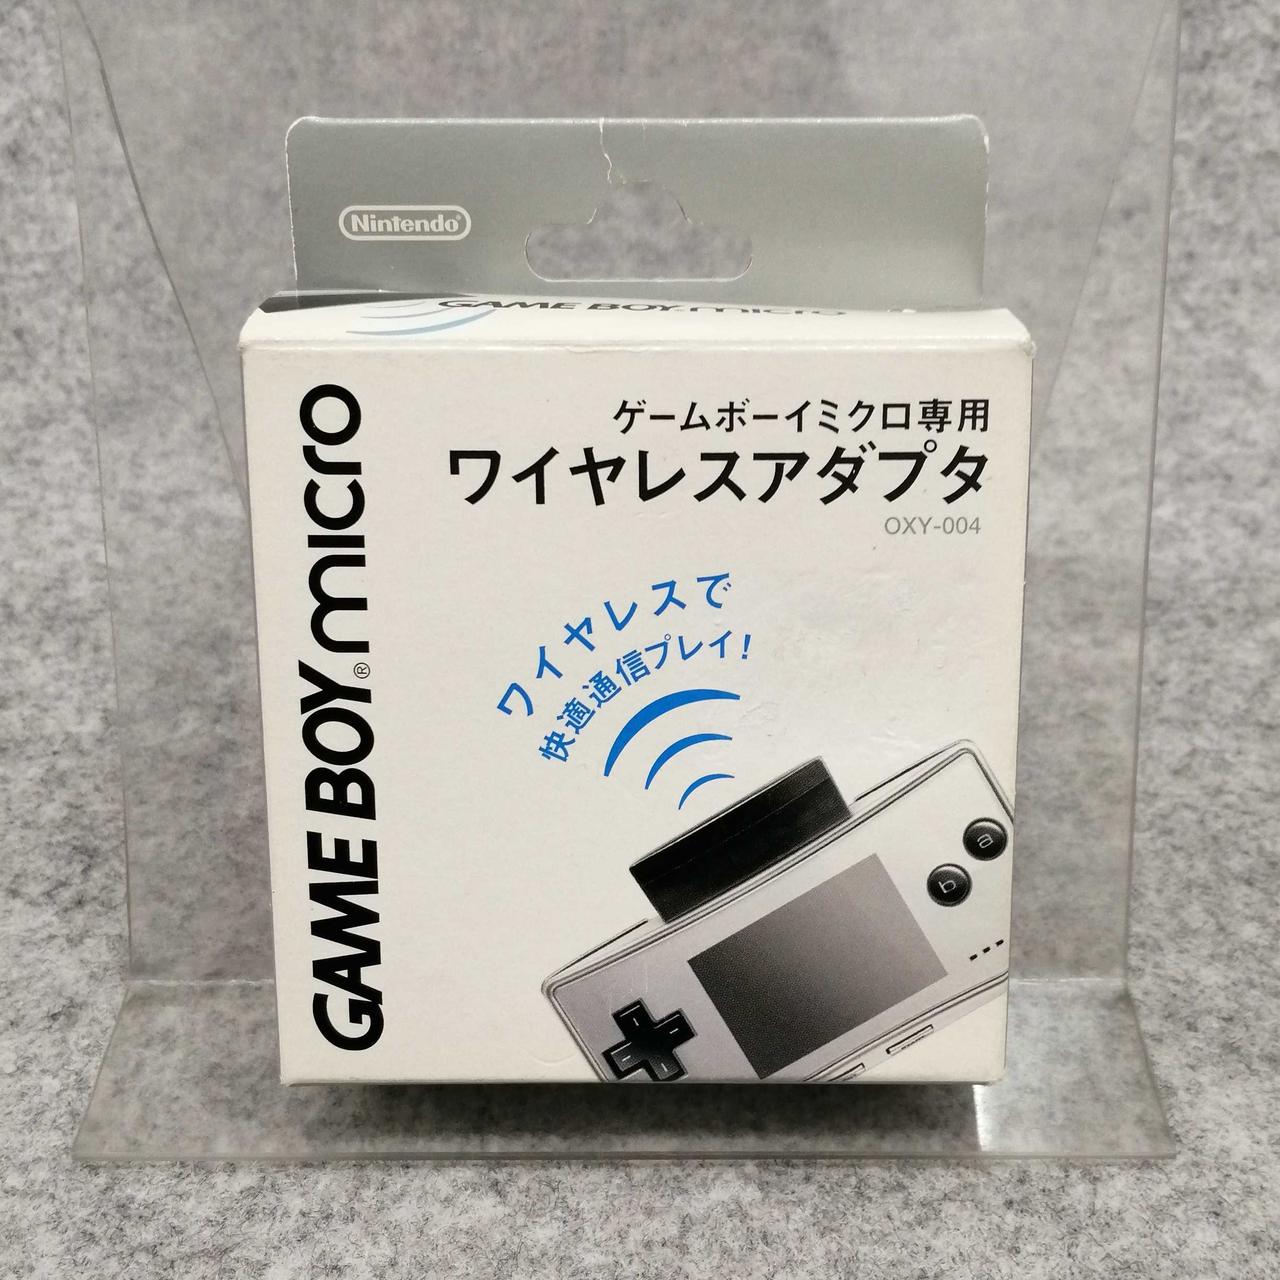 Nintendo®
GAME BOY® micro
GAME BOY® micro
ゲームボーイミクロ専用
ワイヤレスアダプタ
OXY-004
ワイヤレスで
快適通信プレイ!
a
b